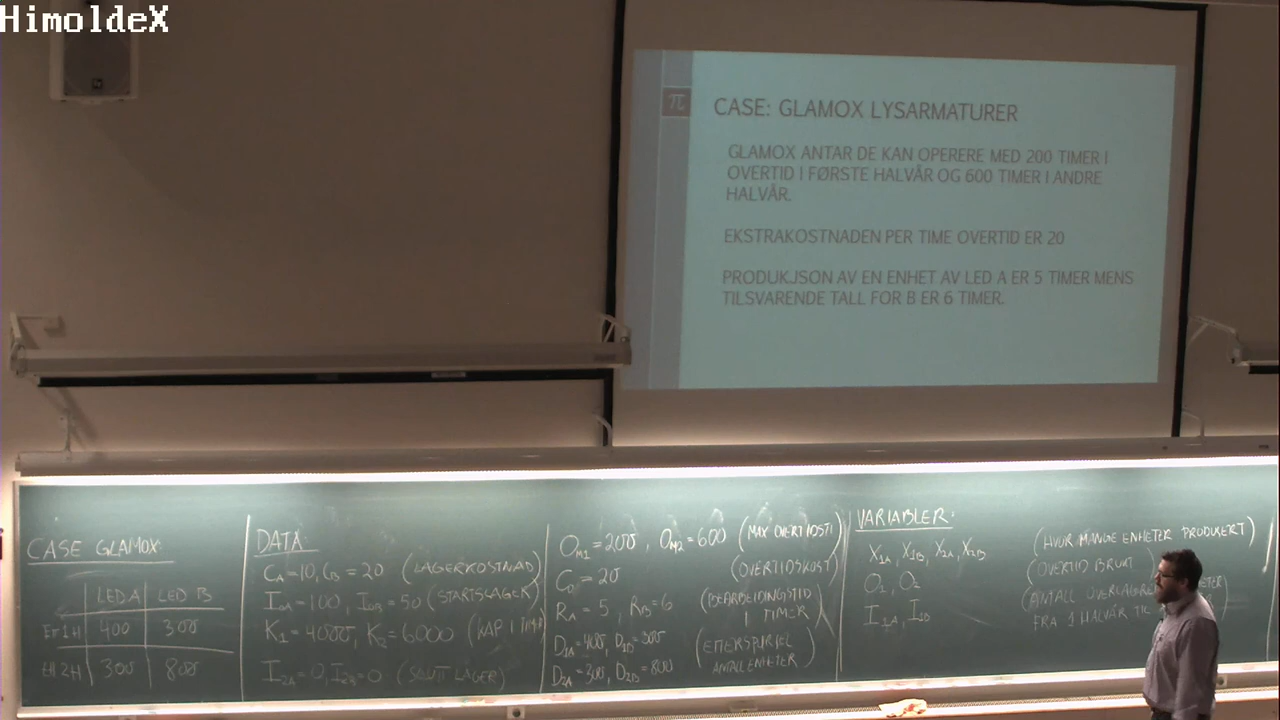 HimoldeX
π
CASE: GLAMOX LYSARMATURER
GLAMOX ANTAR DE KAN OPERERE MED 200 TIMER I
OVERTID I FØRSTE HALVÅR OG 600 TIMER I ANDRE
HALVÅR.
EKSTRAKOSTNADEN PER TIME OVERTID ER 20
PRODUKJSON AV EN ENHET AV LED A ER 5 TIMER MENS
TILSVARENDE TALL FOR B ER 6 TIMER.
CASE GLAMOX:
LED A LED B
400 300
300 800
DATA:
C_A=10, C_B=20 (LAGERKOSTNAD)
I_0A=100, I_0B=50 (STARTSLAGER)
K_1=4000, K_2=6000 (KAP I
I_2A=0, I_2B=0 (SLUTT LAGER)
O_M1=200, O_M2=600 (MAX OVERTID
C_O=20 (OVERTIDSKOST)
R_A=5, R_B=6 (BEARBEIDINGSTID
I TIMER)
D_1A=400, D_1B=300 (ETTERSPØRSEL
D_2A=300, D_2B=800 ANTALL ENHETER)
VARIABLER:
X_1A, X_1B, X_2A, X_2B (HVOR MANGE ENHETER PRODUSERT)
O_1, O_2 (OVERTID BRUKT)
I_1A, I_1B (ANTALL
FRA 1 HALVÅR TIL